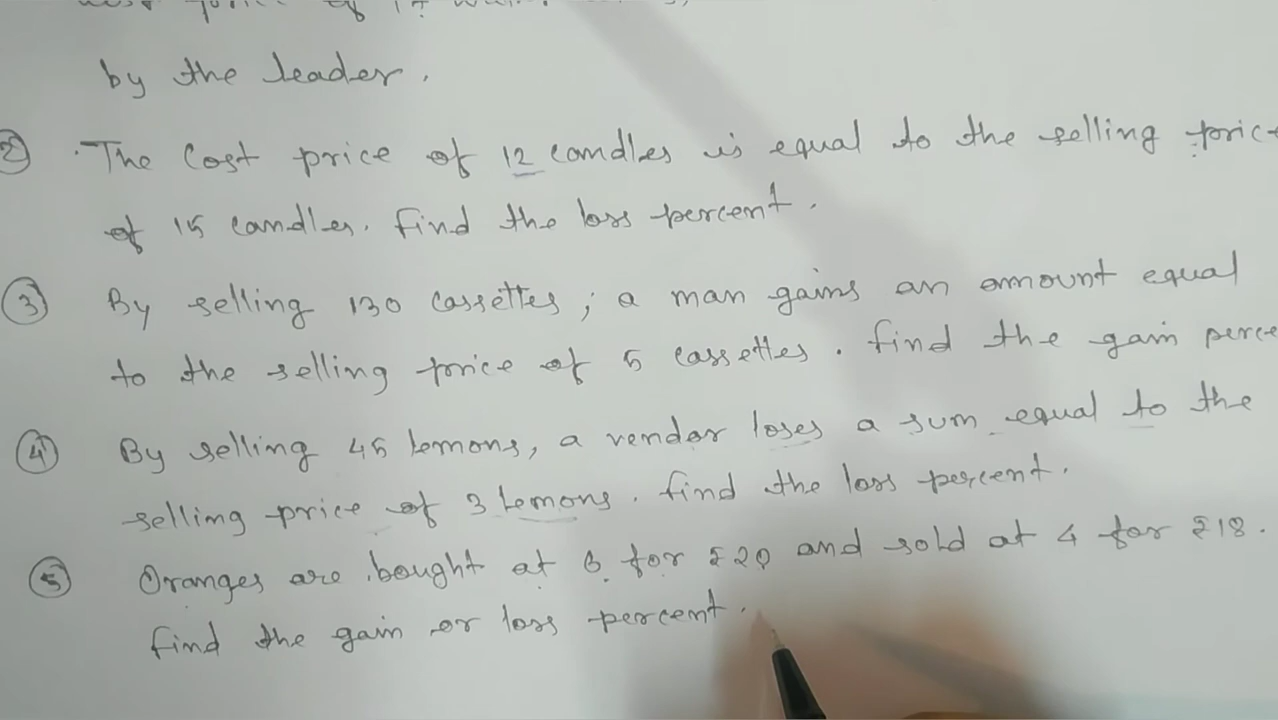 by the leader.
② The Cost price of 12 candles is equal to the selling
of 15 candles. find the loss percent.
③ By selling 130 cassettes, a man gains an amount equal
to the selling price of 5 cassettes. find the gain
④ By selling 45 lemons, a vendor loses a sum equal to the
selling price of 3 lemons. find the loss percent.
⑤ Oranges are bought at 6 for ₹20 and sold at 4 for ₹18.
find the gain or loss percent.